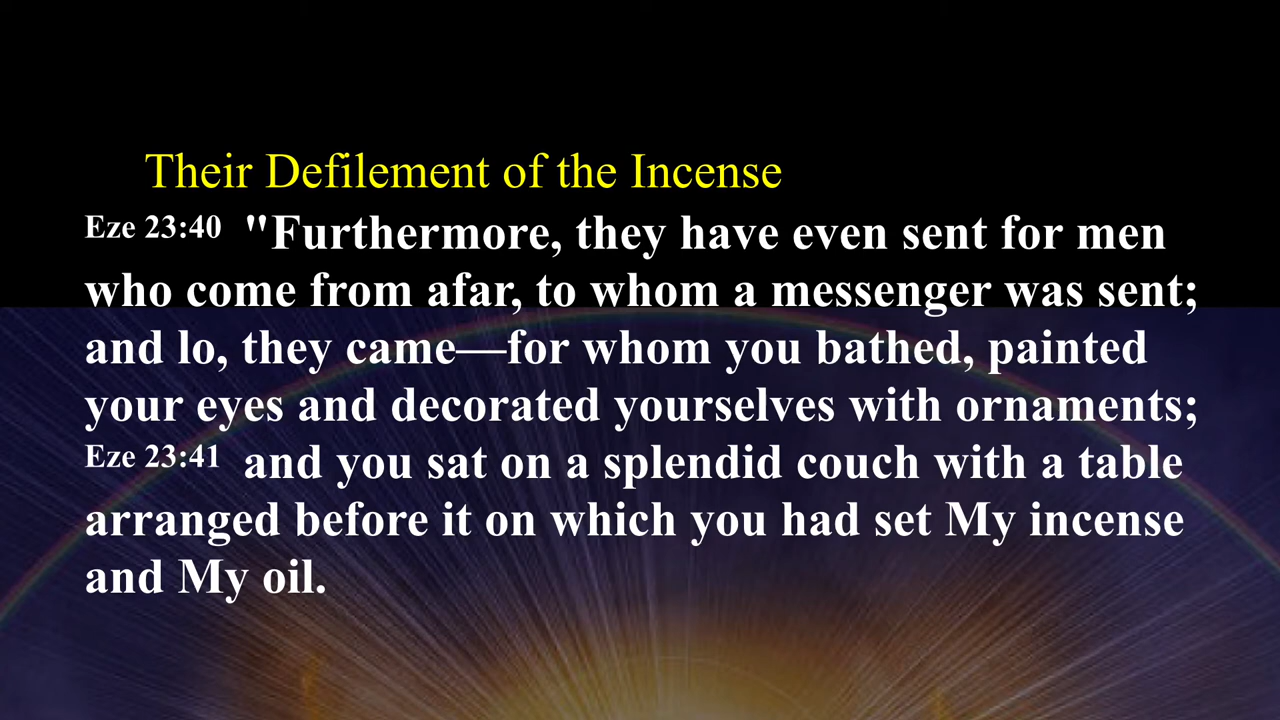 Their Defilement of the Incense
Eze 23:40 "Furthermore, they have even sent for men
who come from afar, to whom a messenger was sent;
and lo, they came—for whom you bathed, painted
your eyes and decorated yourselves with ornaments;
Eze 23:41 and you sat on a splendid couch with a table
arranged before it on which you had set My incense
and My oil.